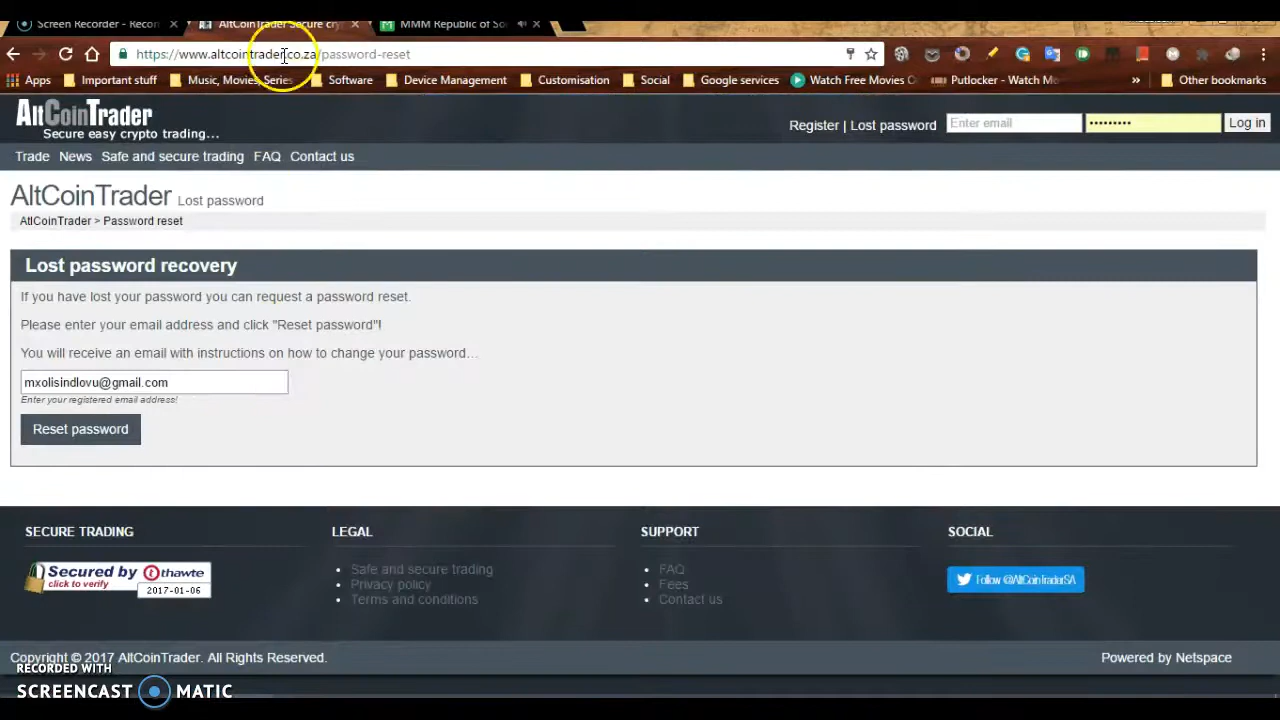 Screen Recorder - Recor
AltCoinTrader Secure cry
MMM Republic of So
https://www.altcointrader.co.za/password-reset
Apps
Important stuff
Music, Movies, Series
Software
Device Management
Customisation
Social
Google services
Watch Free Movies O
Putlocker - Watch Mo
»
Other bookmarks
AltCoinTrader
Secure easy crypto trading...
Register | Lost password
Enter email
•••••••••
Log in
Trade News Safe and secure trading FAQ Contact us
AltCoinTrader Lost password
AltCoinTrader > Password reset
Lost password recovery
If you have lost your password you can request a password reset.
Please enter your email address and click "Reset password"!
You will receive an email with instructions on how to change your password...
mxolisindlovu@gmail.com
Enter your registered email address!
Reset password
SECURE TRADING
LEGAL
SUPPORT
SOCIAL
Secured by thawte
click to verify
2017-01-06
Safe and secure trading
Privacy policy
Terms and conditions
FAQ
Fees
Contact us
Follow @AltCoinTraderSA
Copyright © 2017 AltCoinTrader. All Rights Reserved.
Powered by Netspace
RECORDED WITH
SCREENCAST MATIC